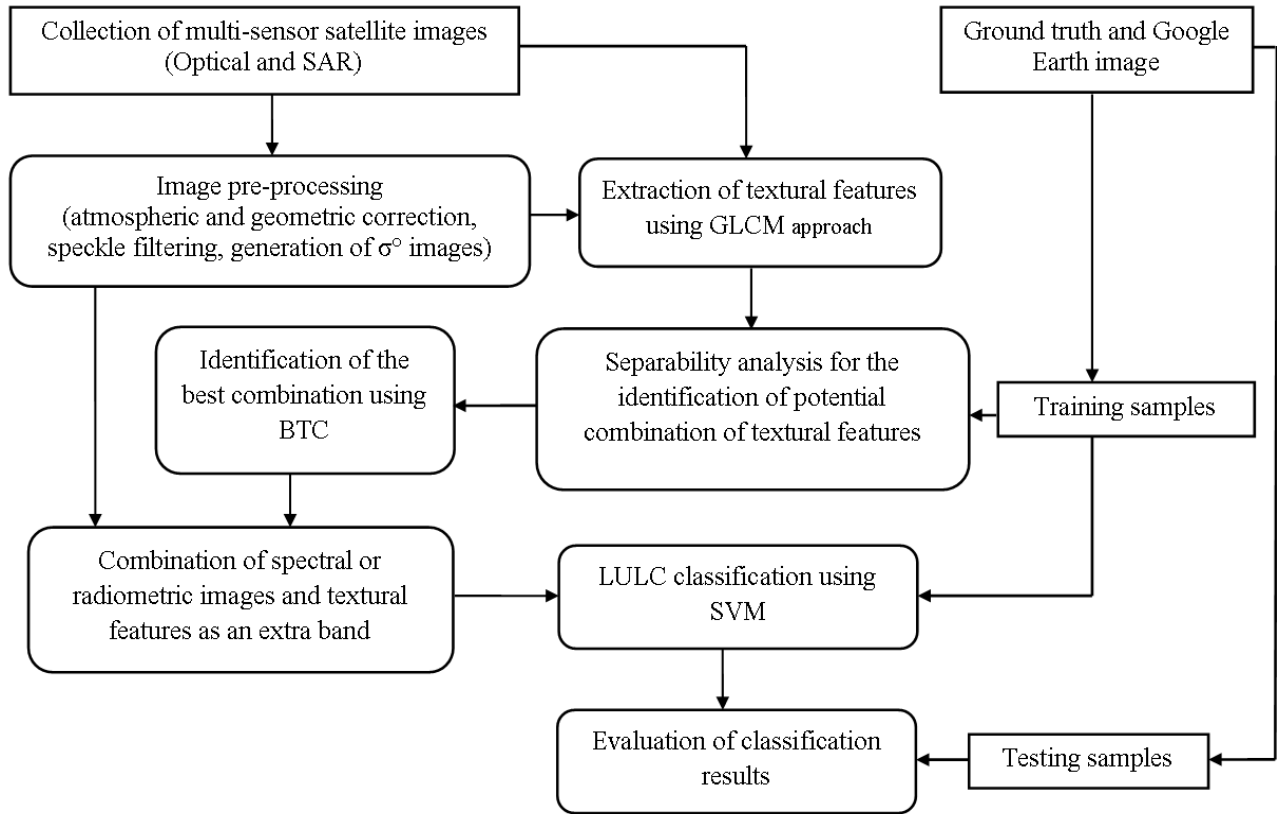 Collection of multi-sensor satellite images
(Optical and SAR)
Ground truth and Google
Earth image
Image pre-processing
(atmospheric and geometric correction,
speckle filtering, generation of σ° images)
Extraction of textural features
using GLCM approach
Identification of the
best combination using
BTC
Separability analysis for the
identification of potential
combination of textural features
Training samples
Combination of spectral or
radiometric images and textural
features as an extra band
LULC classification using
SVM
Evaluation of classification
results
Testing samples